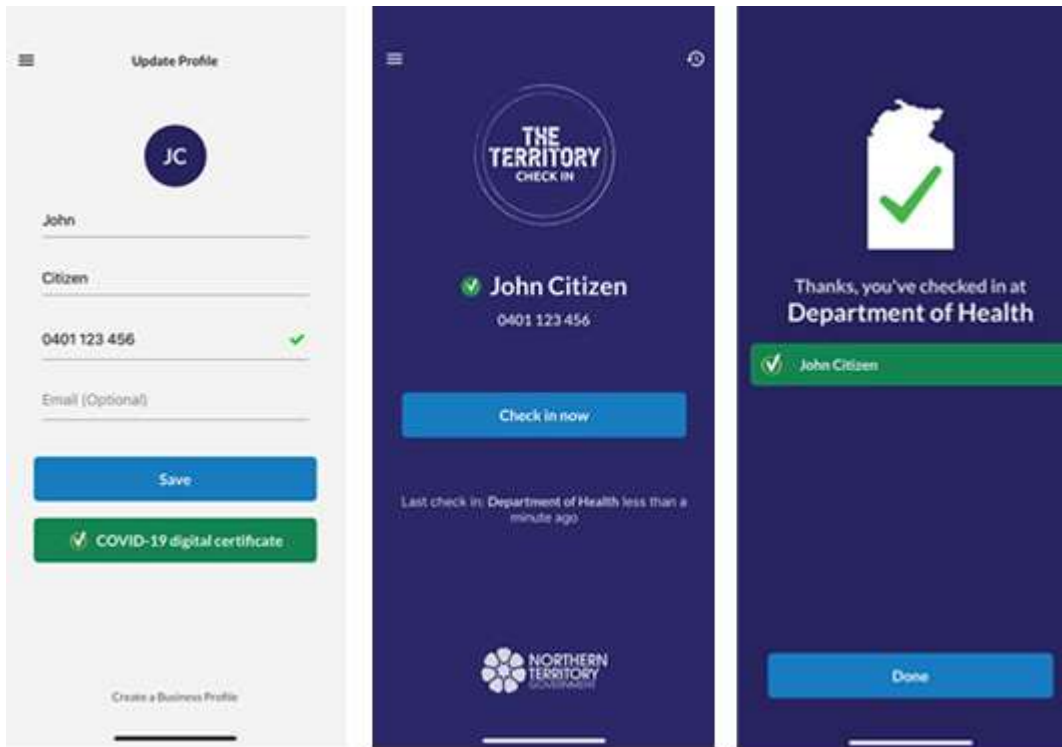 Update Profile
JC
John
Citizen
0401 123 456
Email (Optional)
Save
COVID-19 digital certificate
Create a Business Profile
THE
TERRITORY
CHECK IN
John Citizen
0401 123 456
Check in now
Last check in: Department of Health less than a
minute ago
NORTHERN
TERRITORY
GOVERNMENT
Thanks, you've checked in at
Department of Health
John Citizen
Done